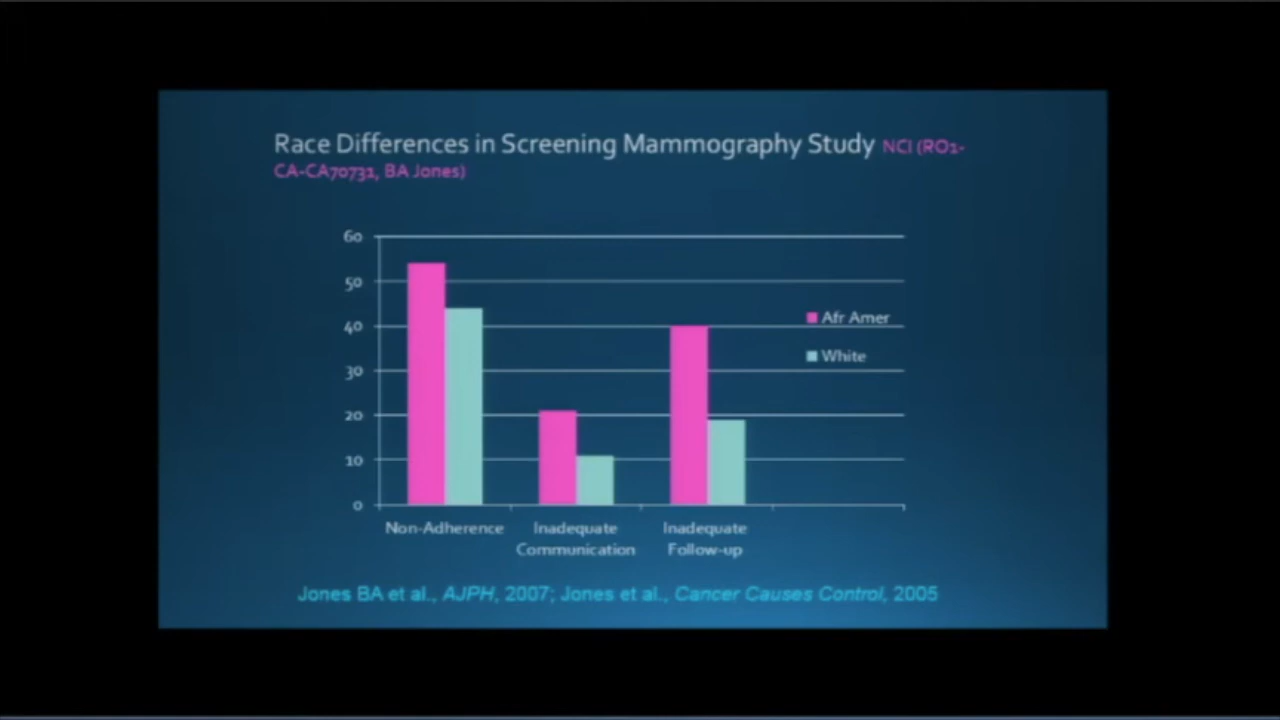 Race Differences in Screening Mammography Study NCI (RO1-
CA-CA70731, BA Jones)
60
50
40
30
20
10
0
Afr Amer
White
Non-Adherence
Inadequate
Communication
Inadequate
Follow-up
Jones BA et al., AJPH, 2007; Jones et al., Cancer Causes Control, 2005